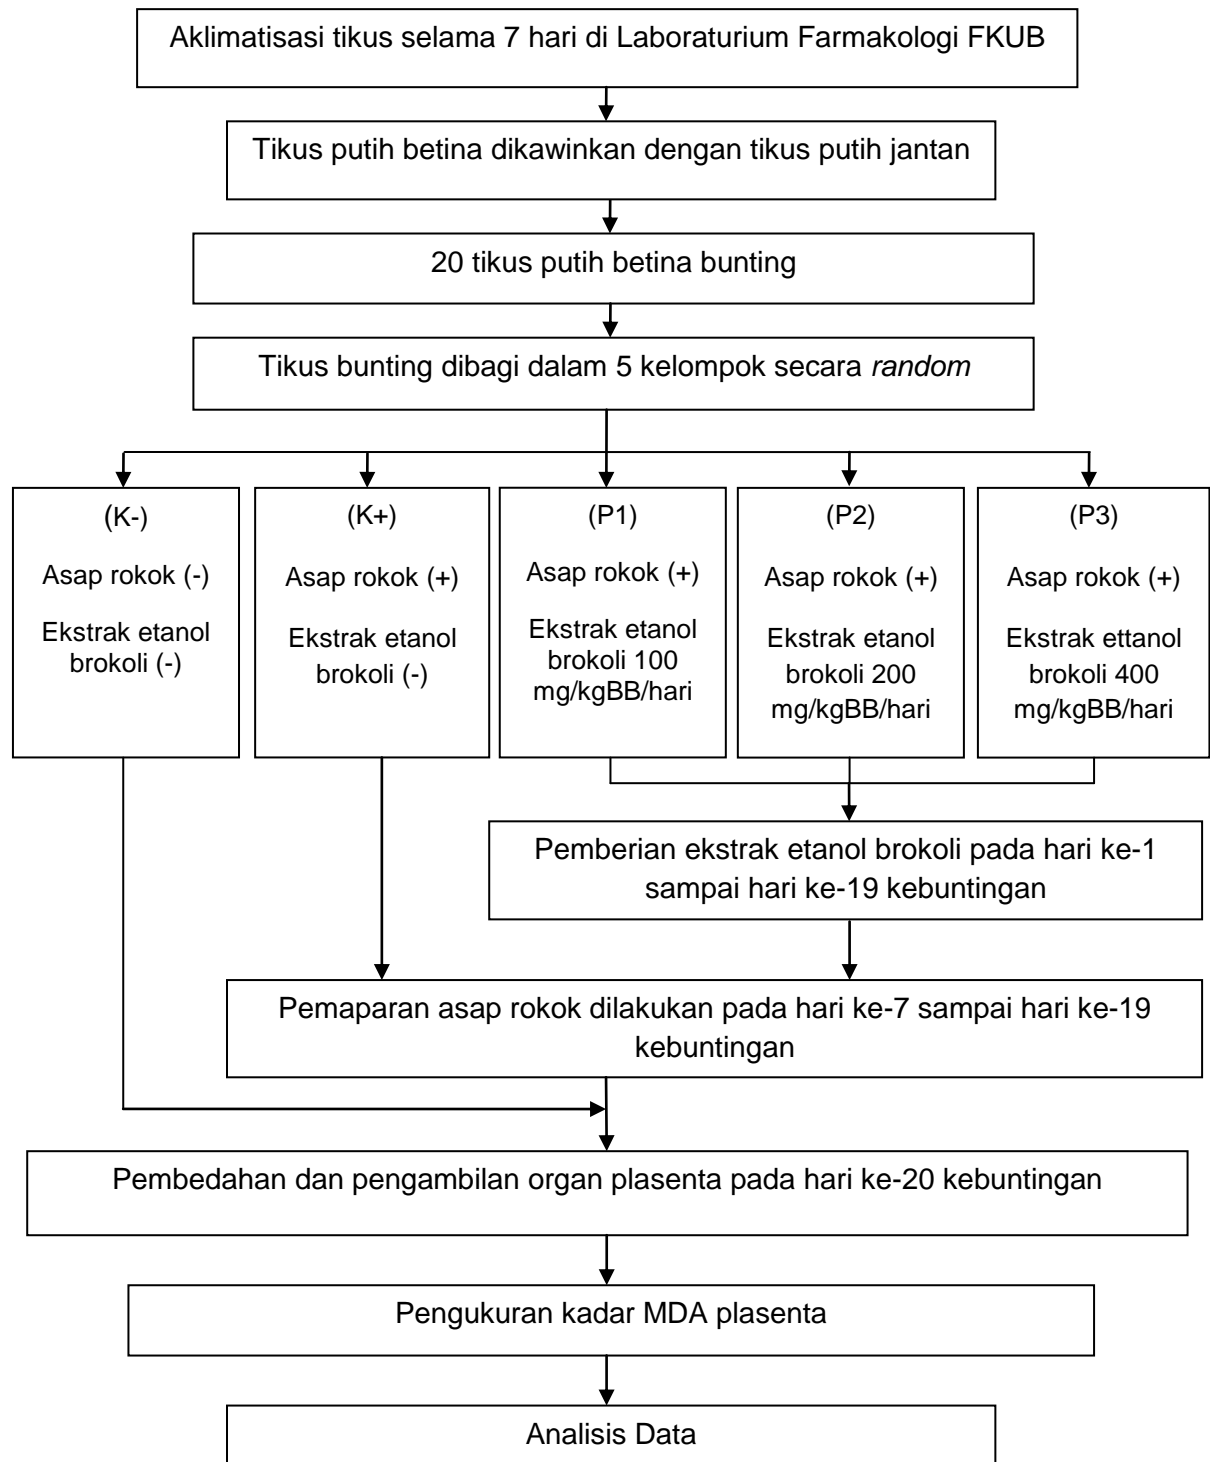 Aklimatisasi tikus selama 7 hari di Laboraturium Farmakologi FKUB
Tikus putih betina dikawinkan dengan tikus putih jantan
20 tikus putih betina bunting
Tikus bunting dibagi dalam 5 kelompok secara random
(K-)
Asap rokok (-)
Ekstrak etanol
brokoli (-)
(K+)
Asap rokok (+)
Ekstrak etanol
brokoli (-)
(P1)
Asap rokok (+)
Ekstrak etanol
brokoli 100
mg/kgBB/hari
(P2)
Asap rokok (+)
Ekstrak etanol
brokoli 200
mg/kgBB/hari
(P3)
Asap rokok (+)
Ekstrak ettanol
brokoli 400
mg/kgBB/hari
Pemberian ekstrak etanol brokoli pada hari ke-1
sampai hari ke-19 kebuntingan
Pemaparan asap rokok dilakukan pada hari ke-7 sampai hari ke-19
kebuntingan
Pembedahan dan pengambilan organ plasenta pada hari ke-20 kebuntingan
Pengukuran kadar MDA plasenta
Analisis Data